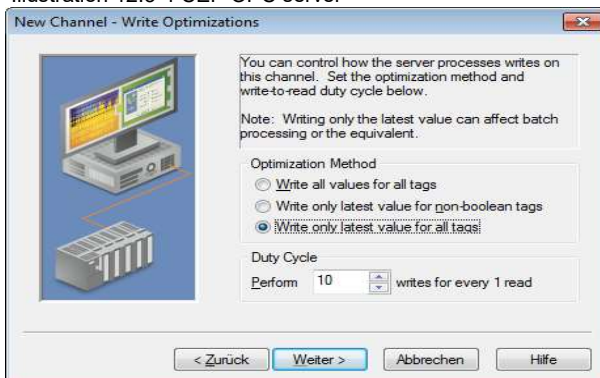 New Channel - Write Optimizations
You can control how the server processes writes on
this channel. Set the optimization method and
write-to-read duty cycle below.
Note: Writing only the latest value can affect batch
processing or the equivalent.
Optimization Method
Write all values for all tags
Write only latest value for non-boolean tags
Write only latest value for all tags
Duty Cycle
Perform 10 writes for every 1 read
< Zurück Weiter > Abbrechen Hilfe